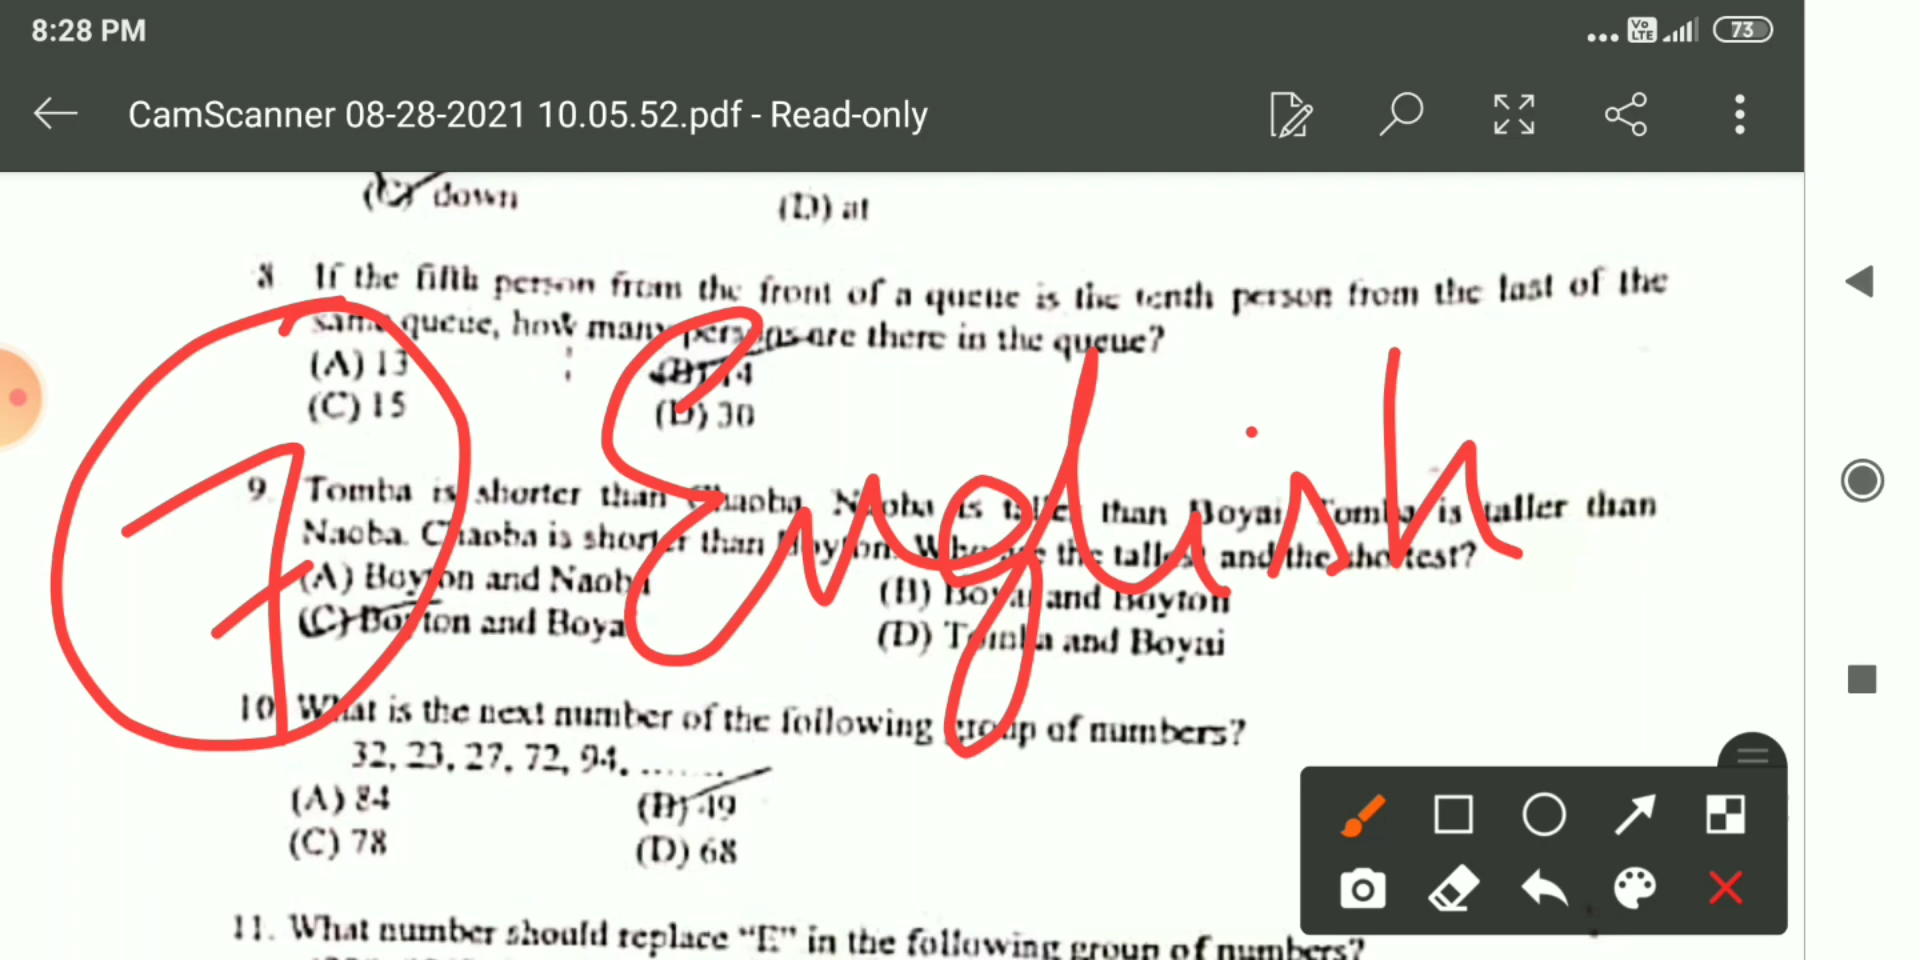 8:28 PM
Vo LTE 73
CamScanner 08-28-2021 10.05.52.pdf - Read-only
(C) down (D) at
8 If the fifth person from the front of a queue is the tenth person from the last of the
same queue, how many persons are there in the queue?
(A) 13 (B) 14
(C) 15 (D) 30
7 English
9. Tomba is shorter than Chaoba. Naoba is taller than Boyai. Tomba is taller than
Naoba. Chaoba is shorter than Boyton. Who are the tallest and the shortest?
(A) Boyton and Naoba (B) Boyai and Boyton
(C) Boyton and Boyai (D) Tomba and Boyai
10 What is the next number of the following group of numbers?
32, 23, 27, 72, 94, .......
(A) 84 (B) 49
(C) 78 (D) 68
11. What number should replace "E" in the following group of numbers?